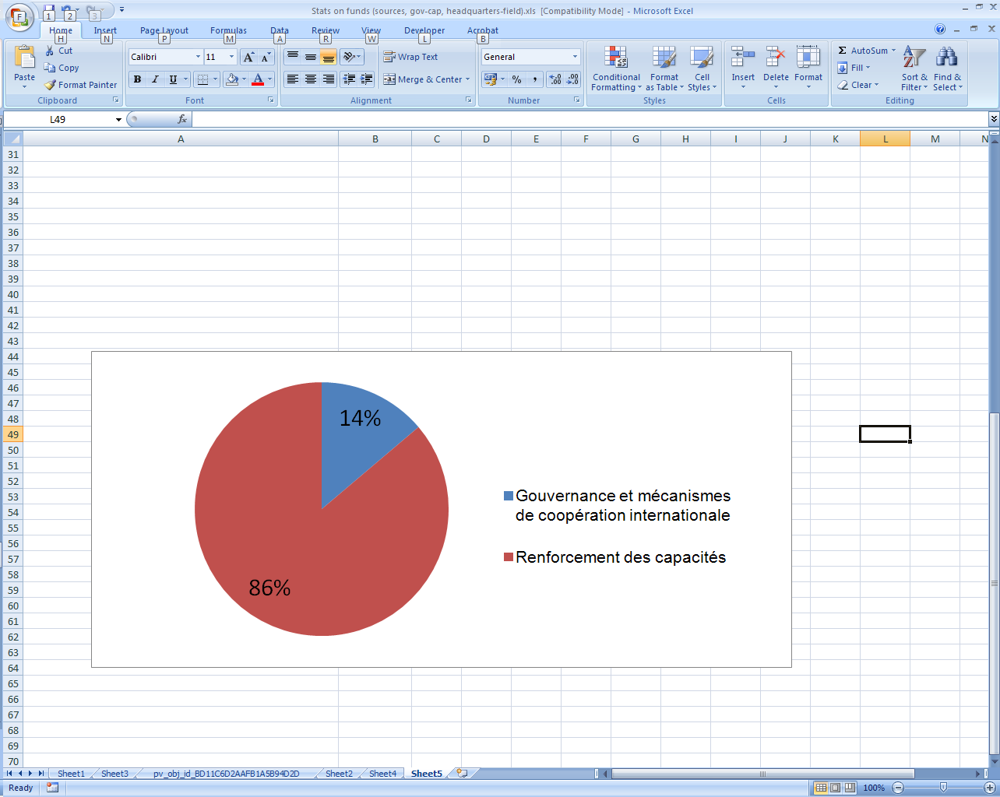 Stats on funds (sources, gov-cap, headquarters-field).xls [Compatibility Mode] - Microsoft Excel
F 1 2 3
Home Insert Page Layout Formulas Data Review View Developer Acrobat
H N P M A R W L B
Paste
Cut
Copy
Format Painter
Clipboard
Calibri 11 A A
B I U A
Font
Wrap Text
Merge & Center
Alignment
General
% , .00 .0
Number
Conditional Formatting
Format as Table
Cell Styles
Styles
Insert Delete Format
Cells
Σ AutoSum
Fill
Clear
Sort & Filter
Find & Select
Editing
L49 fx
A B C D E F G H I J K L M N
31
32
33
34
35
36
37
38
39
40
41
42
43
44
45
46
47
48
49
50
51
52
53
54
55
56
57
58
59
60
61
62
63
64
65
66
67
68
69
70
14%
86%
Gouvernance et mécanismes
de coopération internationale
Renforcement des capacités
Sheet1 Sheet3 pv_obj_id_BD11C6D2AAFB1A5B94D2D Sheet2 Sheet4 Sheet5
Ready 100%